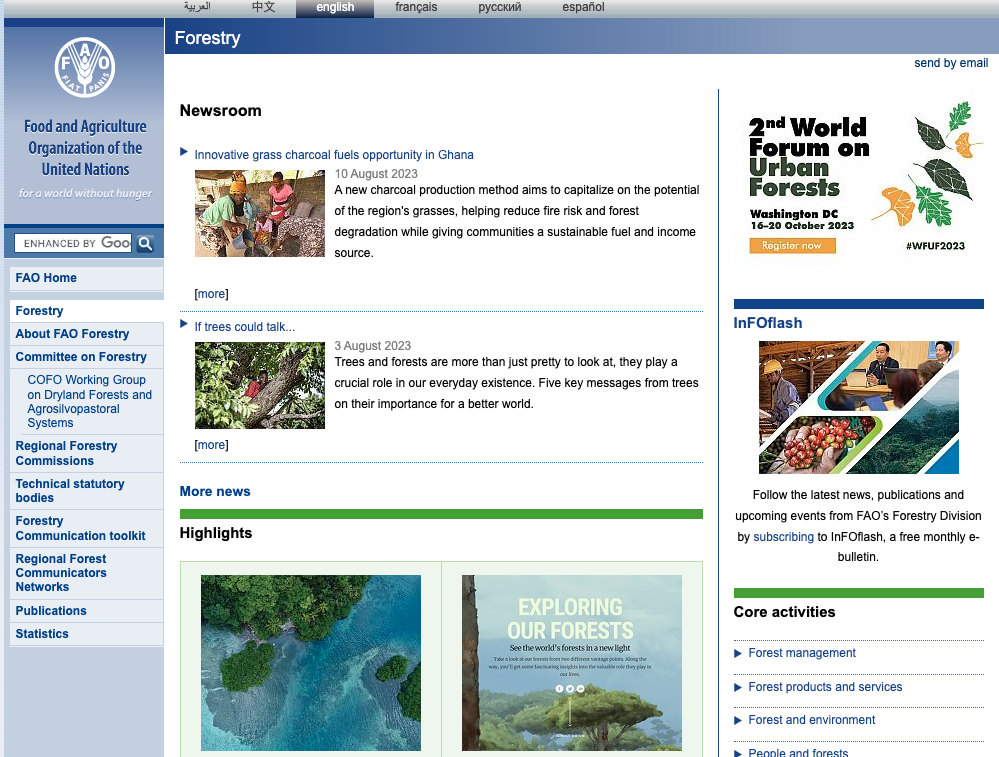 العربية
中文
english
français
русский
español
Forestry
send by email
FAO
FIAT PANIS
Food and Agriculture
Organization of the
United Nations
for a world without hunger
ENHANCED BY Goo
FAO Home
Forestry
About FAO Forestry
Committee on Forestry
COFO Working Group
on Dryland Forests and
Agrosilvopastoral
Systems
Regional Forestry
Commissions
Technical statutory
bodies
Forestry
Communication toolkit
Regional Forest
Communicators
Networks
Publications
Statistics
Newsroom
Innovative grass charcoal fuels opportunity in Ghana
10 August 2023
A new charcoal production method aims to capitalize on the potential
of the region's grasses, helping reduce fire risk and forest
degradation while giving communities a sustainable fuel and income
source.
[more]
If trees could talk...
3 August 2023
Trees and forests are more than just pretty to look at, they play a
crucial role in our everyday existence. Five key messages from trees
on their importance for a better world.
[more]
More news
Highlights
EXPLORING
OUR FORESTS
See the world's forests in a new light
Take a look at our forests from two different vantage points. Along the
way, you'll get some fascinating insights into the valuable role they play in
our lives.
2nd World
Forum on
Urban
Forests
Washington DC
16-20 October 2023
Register now
#WFUF2023
InFOflash
Follow the latest news, publications and
upcoming events from FAO's Forestry Division
by subscribing to InFOflash, a free monthly e-
bulletin.
Core activities
Forest management
Forest products and services
Forest and environment
People and forests